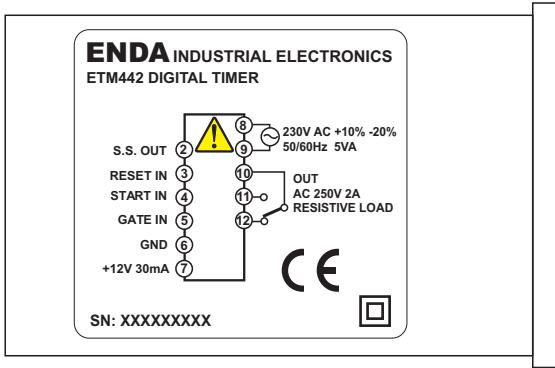 ENDA INDUSTRIAL ELECTRONICS
ETM442 DIGITAL TIMER
8
230V AC +10% -20%
S.S. OUT 2
9
50/60Hz 5VA
RESET IN 3
10
OUT
START IN 4
11
AC 250V 2A
RESISTIVE LOAD
GATE IN 5
12
GND 6
+12V 30mA 7
CE
SN: XXXXXXXXX